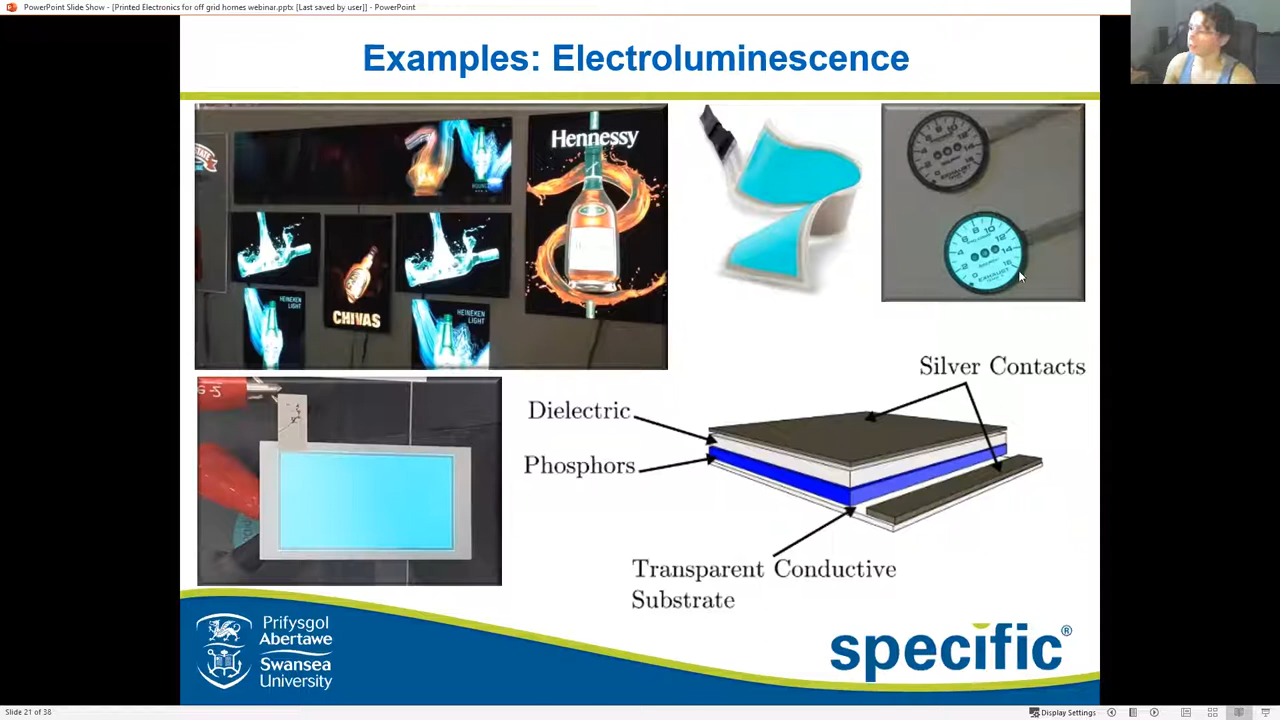 PowerPoint Slide Show - [Printed Electronics for off grid homes webinar.pptx [Last saved by user]] - PowerPoint
Examples: Electroluminescence
Hennessy
CHIVAS
HEINEKEN
LIGHT
HEINEKEN
LIGHT
Silver Contacts
Dielectric
Phosphors
Transparent Conductive
Substrate
Prifysgol
Abertawe
Swansea
University
specific®
Slide 21 of 38
Display Settings